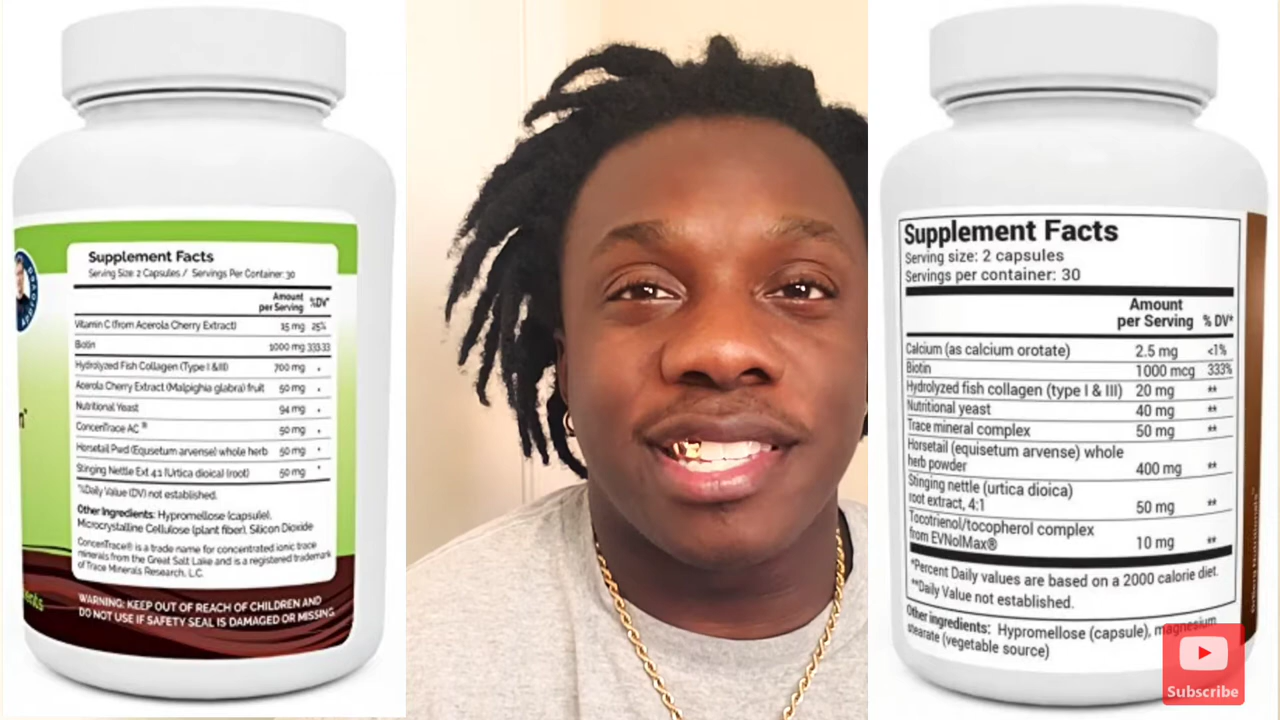 Supplement Facts
Serving Size: 2 Capsules / Servings Per Container: 30
Amount
per Serving %DV*
Vitamin C (from Acerola Cherry Extract) 15 mg 25%
Biotin 1000 mg 333.33
Hydrolyzed Fish Collagen (Type I &III) 700 mg *
Acerola Cherry Extract (Malpighia glabra) fruit 50 mg *
Nutritional Yeast 94 mg *
ConcenTrace AC ® 50 mg *
Horsetail Pwd (Equsetum arvense) whole herb 50 mg *
Stinging Nettle Ext 4:1 (Urtica dioica) (root) 50 mg *
*%Daily Value (DV) not established.
Other Ingredients: Hypromellose (capsule),
Microcrystalline Cellulose (plant fiber), Silicon Dioxide
ConcenTrace® is a trade name for concentrated ionic trace
minerals from the Great Salt Lake and is a registered trademark
of Trace Minerals Research, L.C.
WARNING: KEEP OUT OF REACH OF CHILDREN AND
DO NOT USE IF SAFETY SEAL IS DAMAGED OR MISSING.
Supplement Facts
Serving size: 2 capsules
Servings per container: 30
Amount
per Serving % DV*
Calcium (as calcium orotate) 2.5 mg <1%
Biotin 1000 mcg 333%
Hydrolyzed fish collagen (type I & III) 20 mg **
Nutritional yeast 40 mg **
Trace mineral complex 50 mg **
Horsetail (equisetum arvense) whole
herb powder 400 mg **
Stinging nettle (urtica dioica)
root extract, 4:1 50 mg **
Tocotrienol/tocopherol complex
from EVNolMax® 10 mg **
*Percent Daily values are based on a 2000 calorie diet.
**Daily Value not established.
Other ingredients: Hypromellose (capsule), magnesium
stearate (vegetable source)
Subscribe